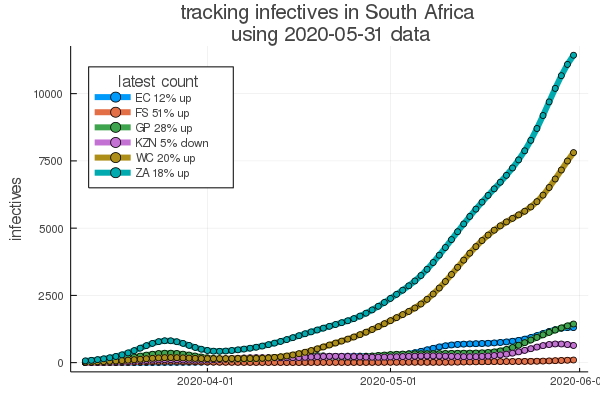 tracking infectives in South Africa
using 2020-05-31 data
latest count
EC 12% up
FS 51% up
GP 28% up
KZN 5% down
WC 20% up
ZA 18% up
infectives
10000
7500
5000
2500
0
2020-04-01 2020-05-01 2020-06-0